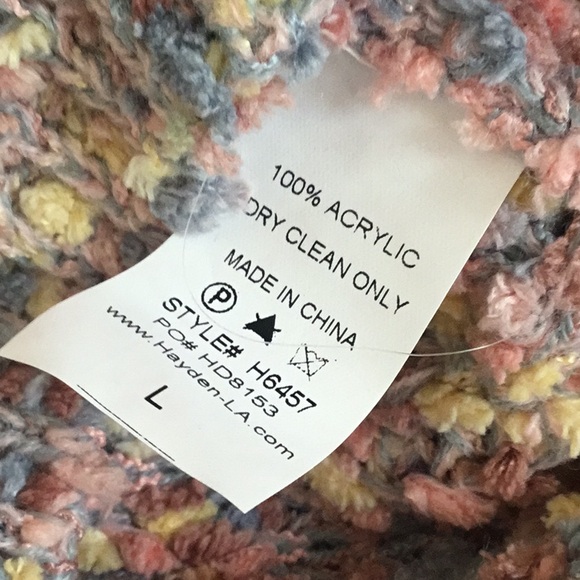 100% ACRYLIC
DRY CLEAN ONLY
MADE IN CHINA
P
STYLE# H6457
PO# HD8153
www.Hayden-LA.com
L